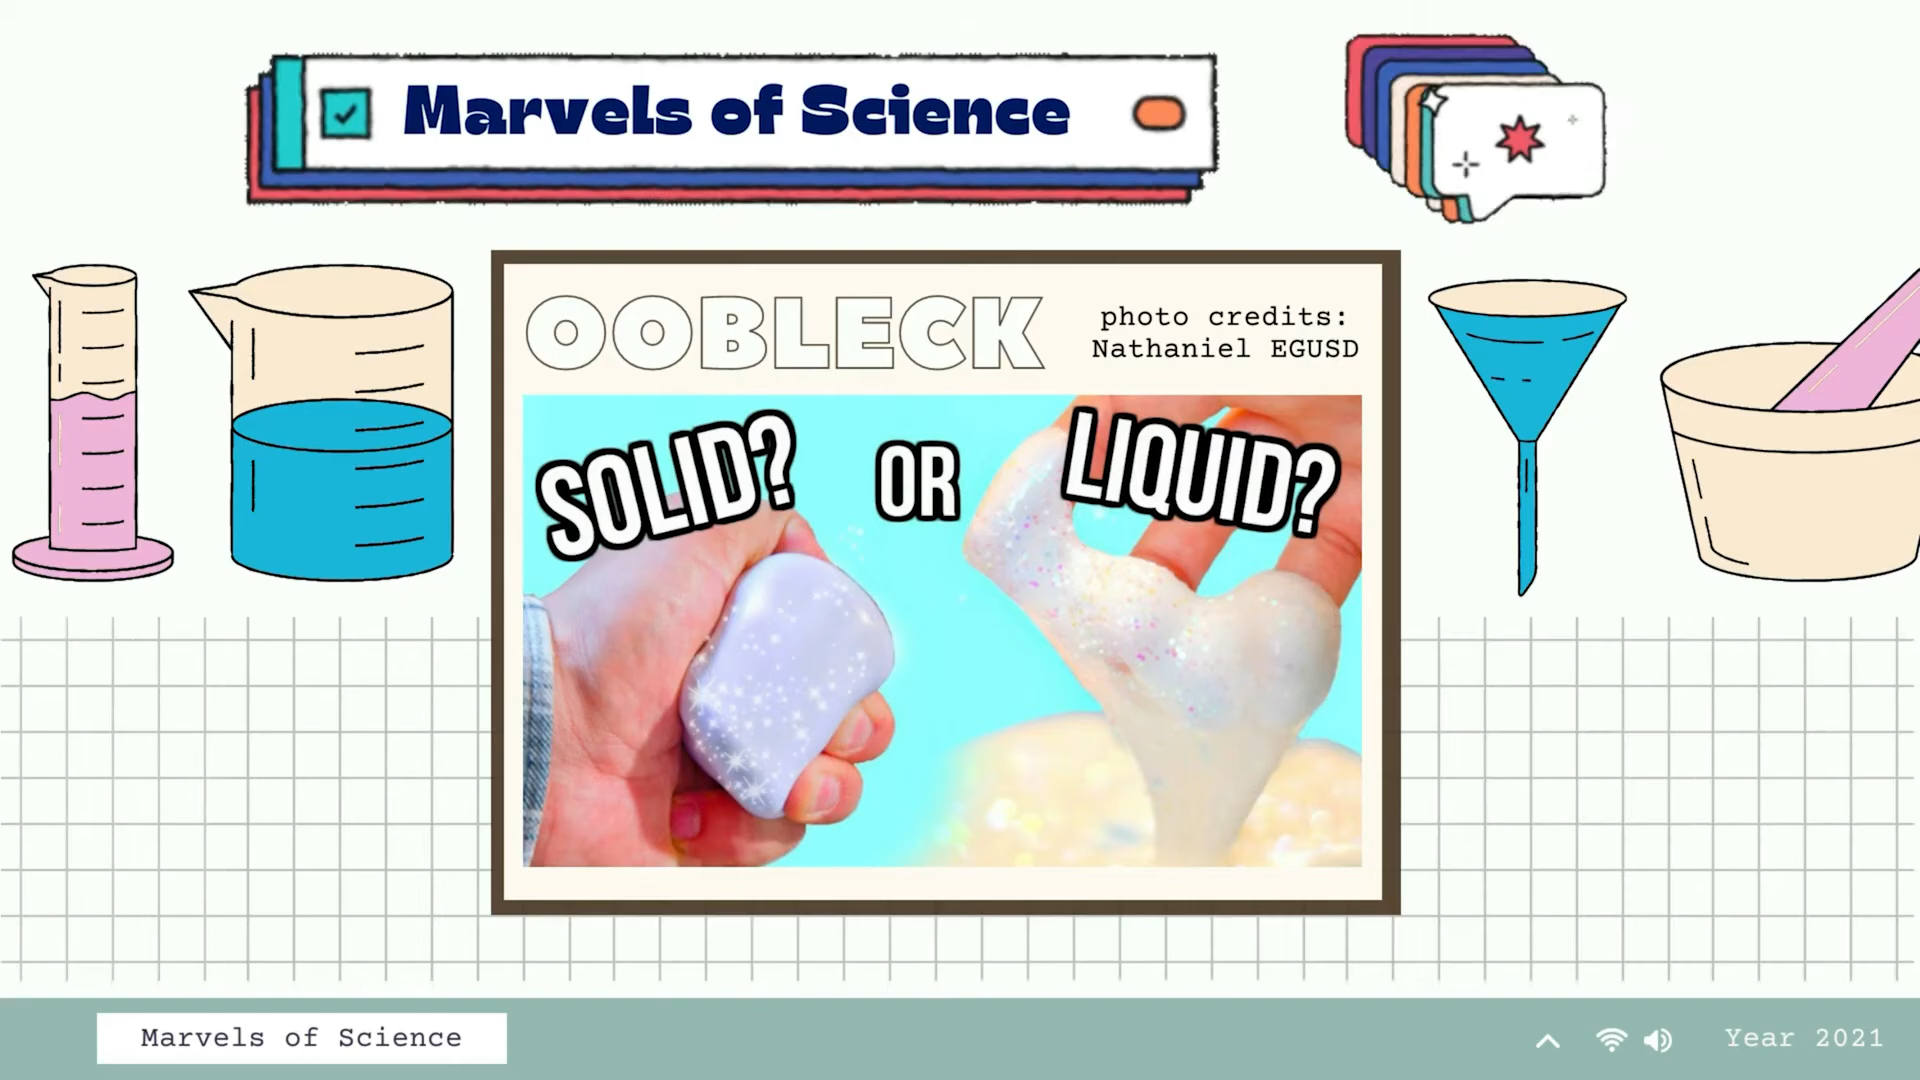 Marvels of Science
OOBLECK
photo credits:
Nathaniel EGUSD
SOLID? OR LIQUID?
Marvels of Science
Year 2021